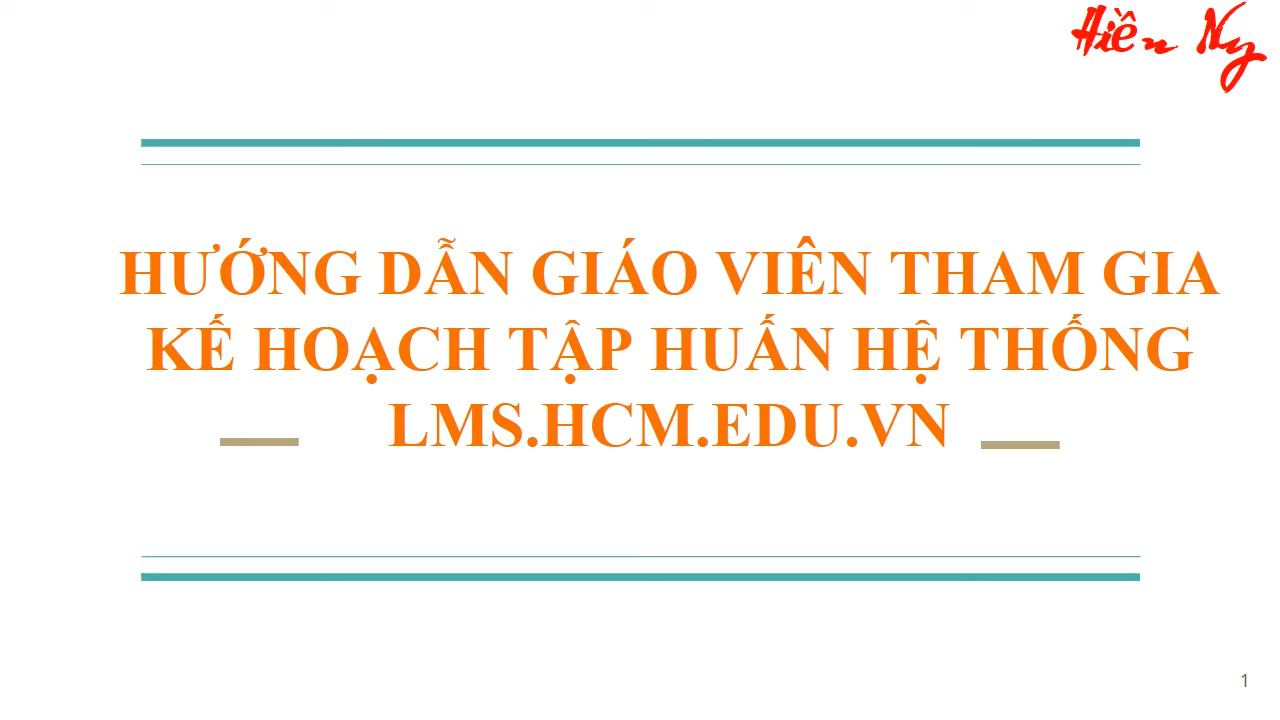 Hiền Ny
HƯỚNG DẪN GIÁO VIÊN THAM GIA
KẾ HOẠCH TẬP HUẤN HỆ THỐNG
LMS.HCM.EDU.VN
1